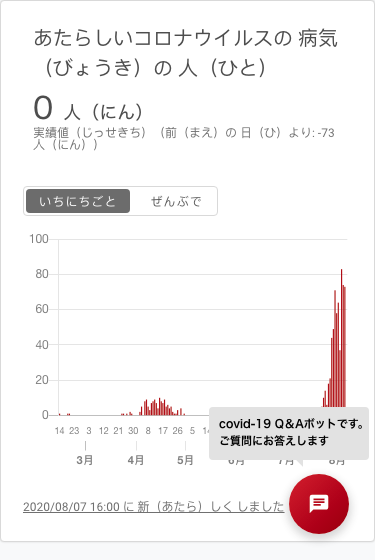 あたらしいコロナウイルスの 病気
（びょうき）の 人（ひと）
0 人（にん）
実績値（じっせきち）（前（まえ）の 日（ひ）より: -73
人（にん））
いちにちごと ぜんぶで
100
80
60
40
20
0
14 23 3 12 21 30 8 17 26 5
3月 4月 5月 6月 7月 8月
covid-19 Q&Aボットです。
ご質問にお答えします
2020/08/07 16:00 に 新（あたら）しく しました